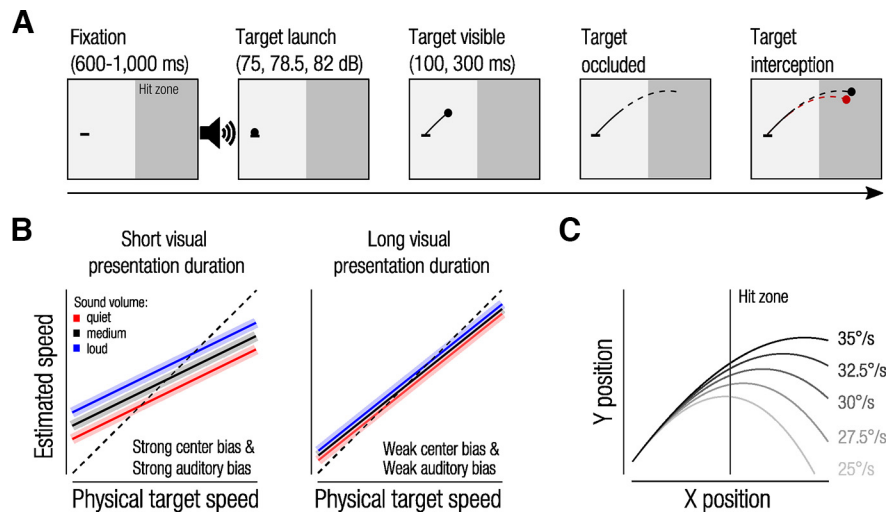 A
Fixation
(600-1,000 ms)
Hit zone
Target launch
(75, 78.5, 82 dB)
Target visible
(100, 300 ms)
Target
occluded
Target
interception
B
Short visual
presentation duration
Sound volume:
quiet
medium
loud
Strong center bias &
Strong auditory bias
Estimated speed
Physical target speed
Long visual
presentation duration
Weak center bias &
Weak auditory bias
Physical target speed
C
Hit zone
35°/s
32.5°/s
30°/s
27.5°/s
25°/s
Y position
X position